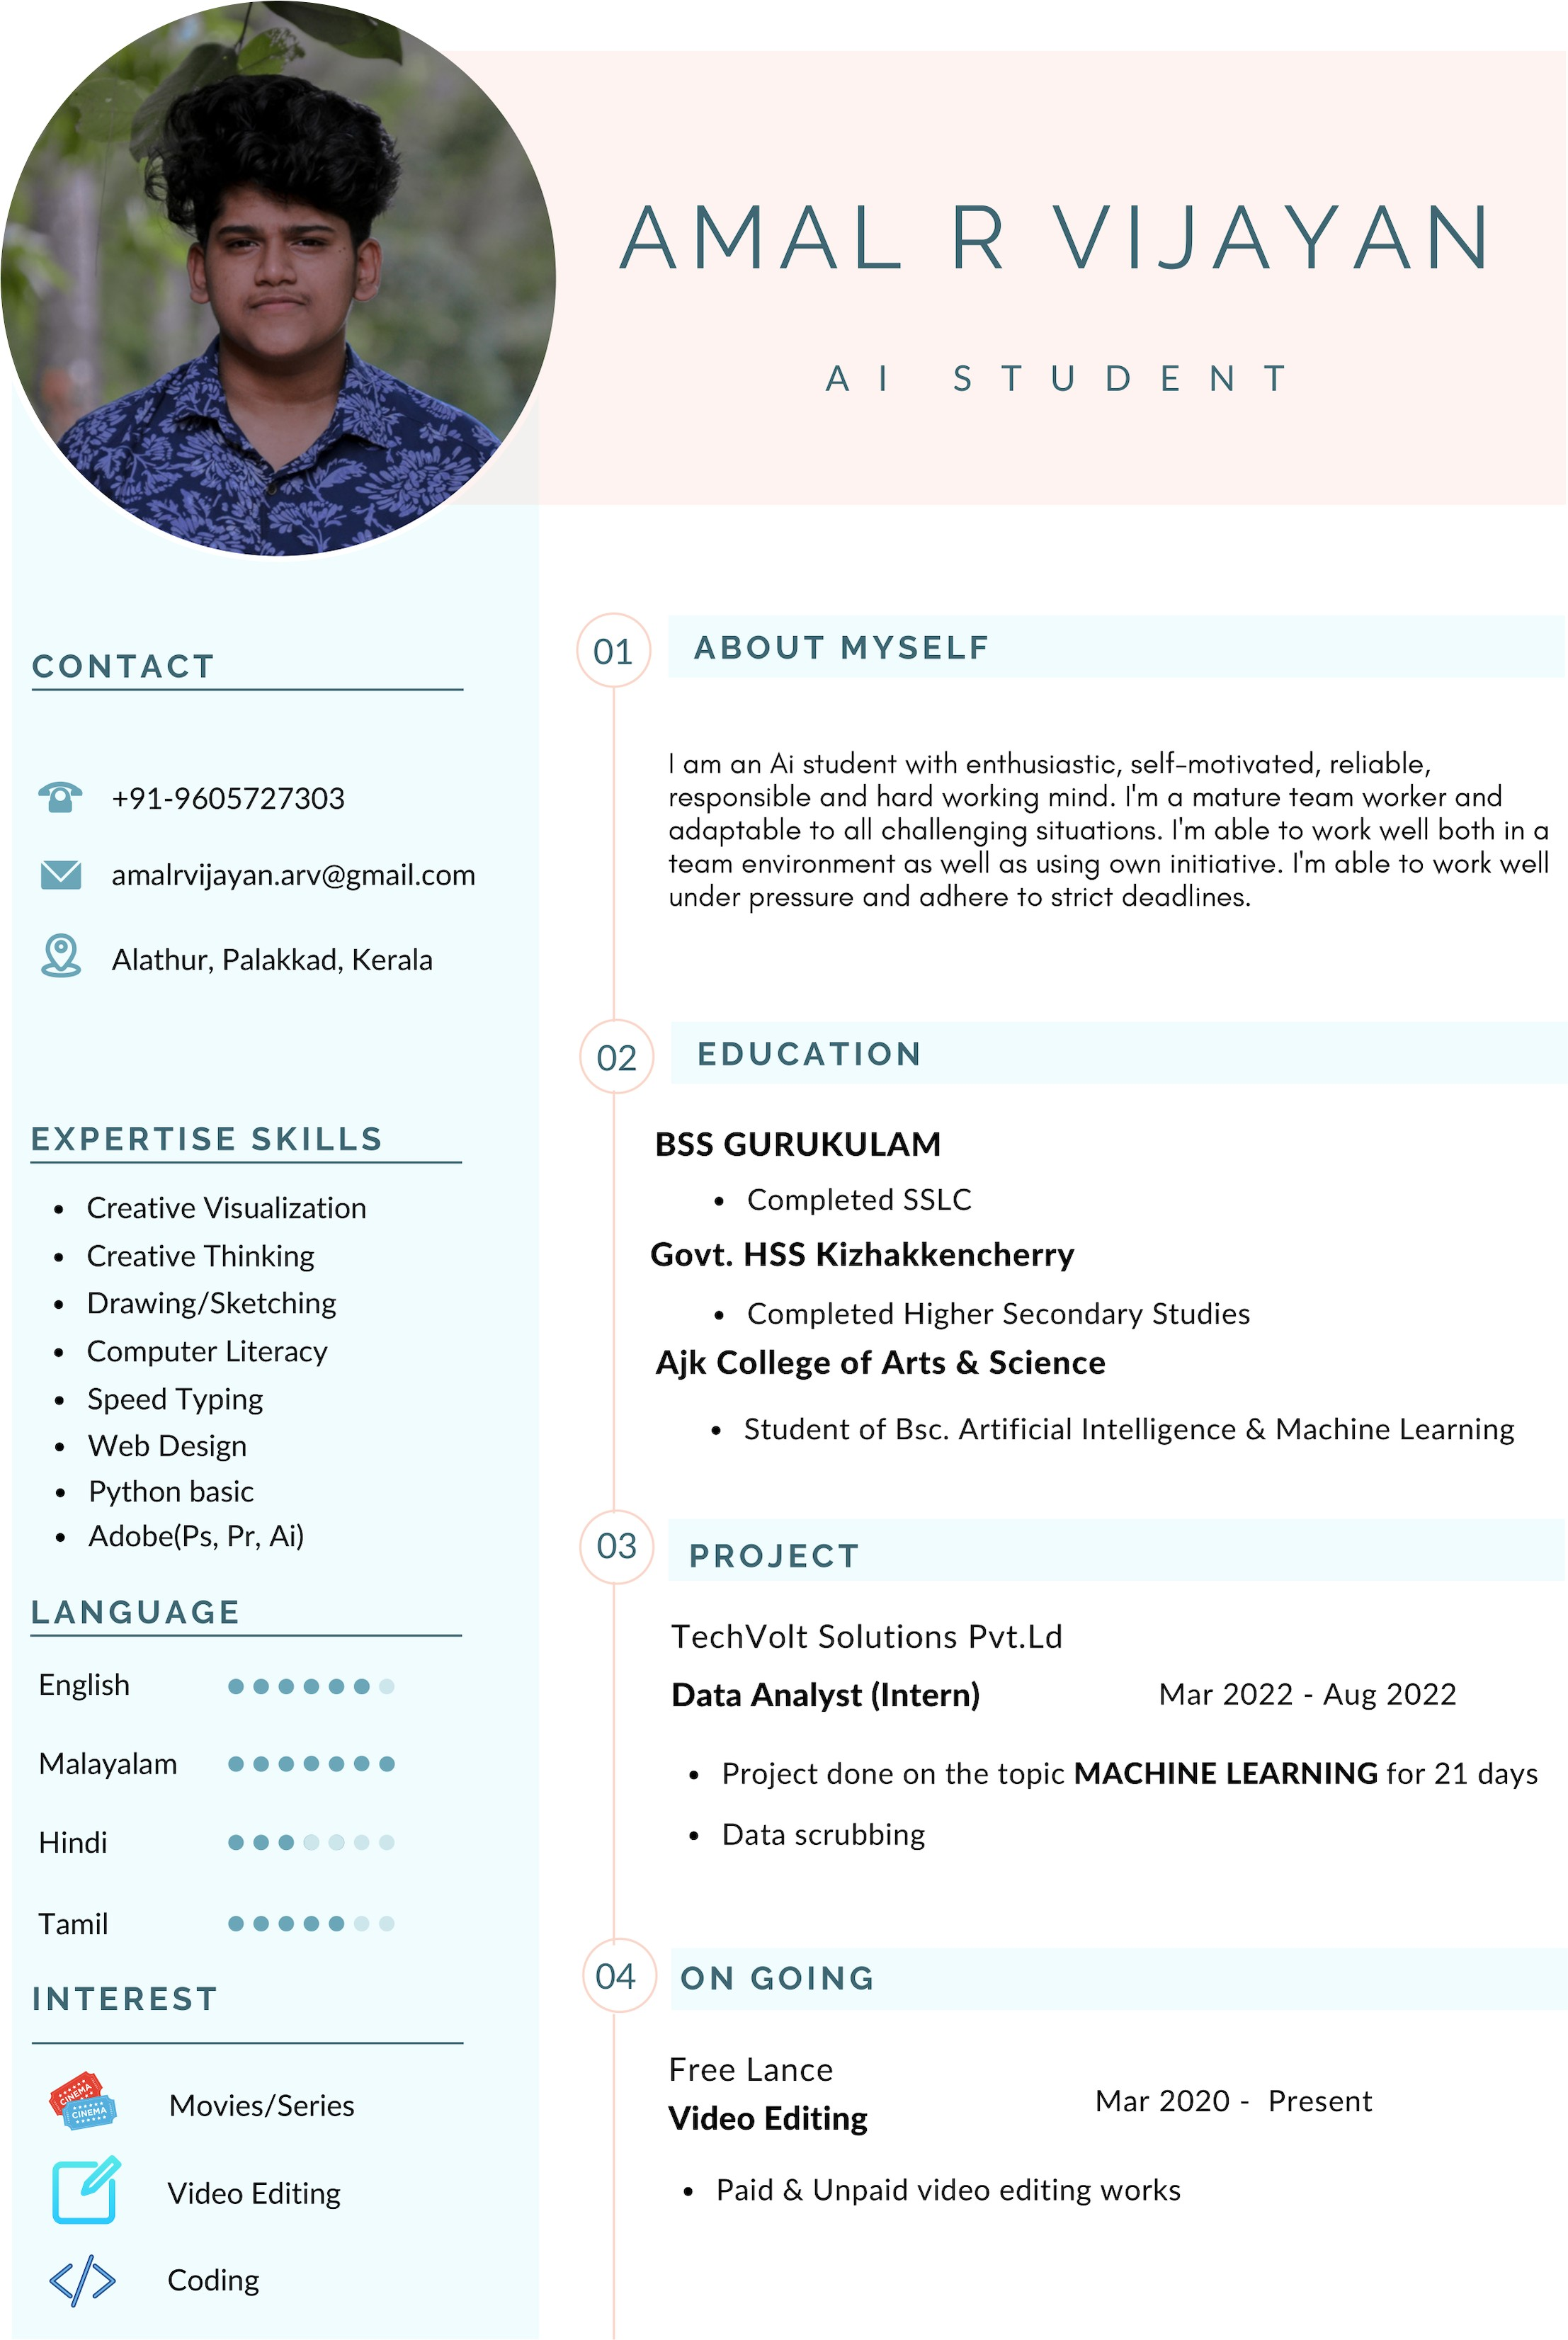 AMAL R VIJAYAN
AI STUDENT
CONTACT
+91-9605727303
amalrvijayan.arv@gmail.com
Alathur, Palakkad, Kerala
EXPERTISE SKILLS
• Creative Visualization
• Creative Thinking
• Drawing/Sketching
• Computer Literacy
• Speed Typing
• Web Design
• Python basic
• Adobe(Ps, Pr, Ai)
LANGUAGE
English
Malayalam
Hindi
Tamil
INTEREST
CINEMA
CINEMA
Movies/Series
Video Editing
</>
Coding
01 ABOUT MYSELF
I am an Ai student with enthusiastic, self-motivated, reliable,
responsible and hard working mind. I'm a mature team worker and
adaptable to all challenging situations. I'm able to work well both in a
team environment as well as using own initiative. I'm able to work well
under pressure and adhere to strict deadlines.
02 EDUCATION
BSS GURUKULAM
• Completed SSLC
Govt. HSS Kizhakkencherry
• Completed Higher Secondary Studies
Ajk College of Arts & Science
• Student of Bsc. Artificial Intelligence & Machine Learning
03 PROJECT
TechVolt Solutions Pvt.Ld
Data Analyst (Intern) Mar 2022 - Aug 2022
• Project done on the topic MACHINE LEARNING for 21 days
• Data scrubbing
04 ON GOING
Free Lance
Video Editing Mar 2020 - Present
• Paid & Unpaid video editing works